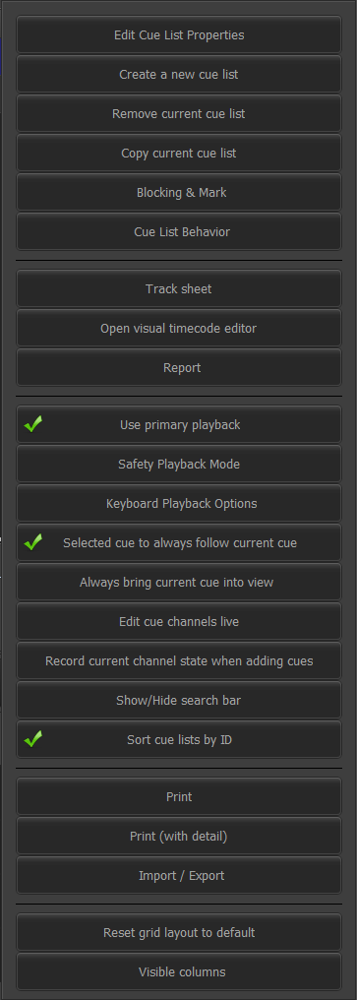 Edit Cue List Properties
Create a new cue list
Remove current cue list
Copy current cue list
Blocking & Mark
Cue List Behavior
Track sheet
Open visual timecode editor
Report
Use primary playback
Safety Playback Mode
Keyboard Playback Options
Selected cue to always follow current cue
Always bring current cue into view
Edit cue channels live
Record current channel state when adding cues
Show/Hide search bar
Sort cue lists by ID
Print
Print (with detail)
Import / Export
Reset grid layout to default
Visible columns